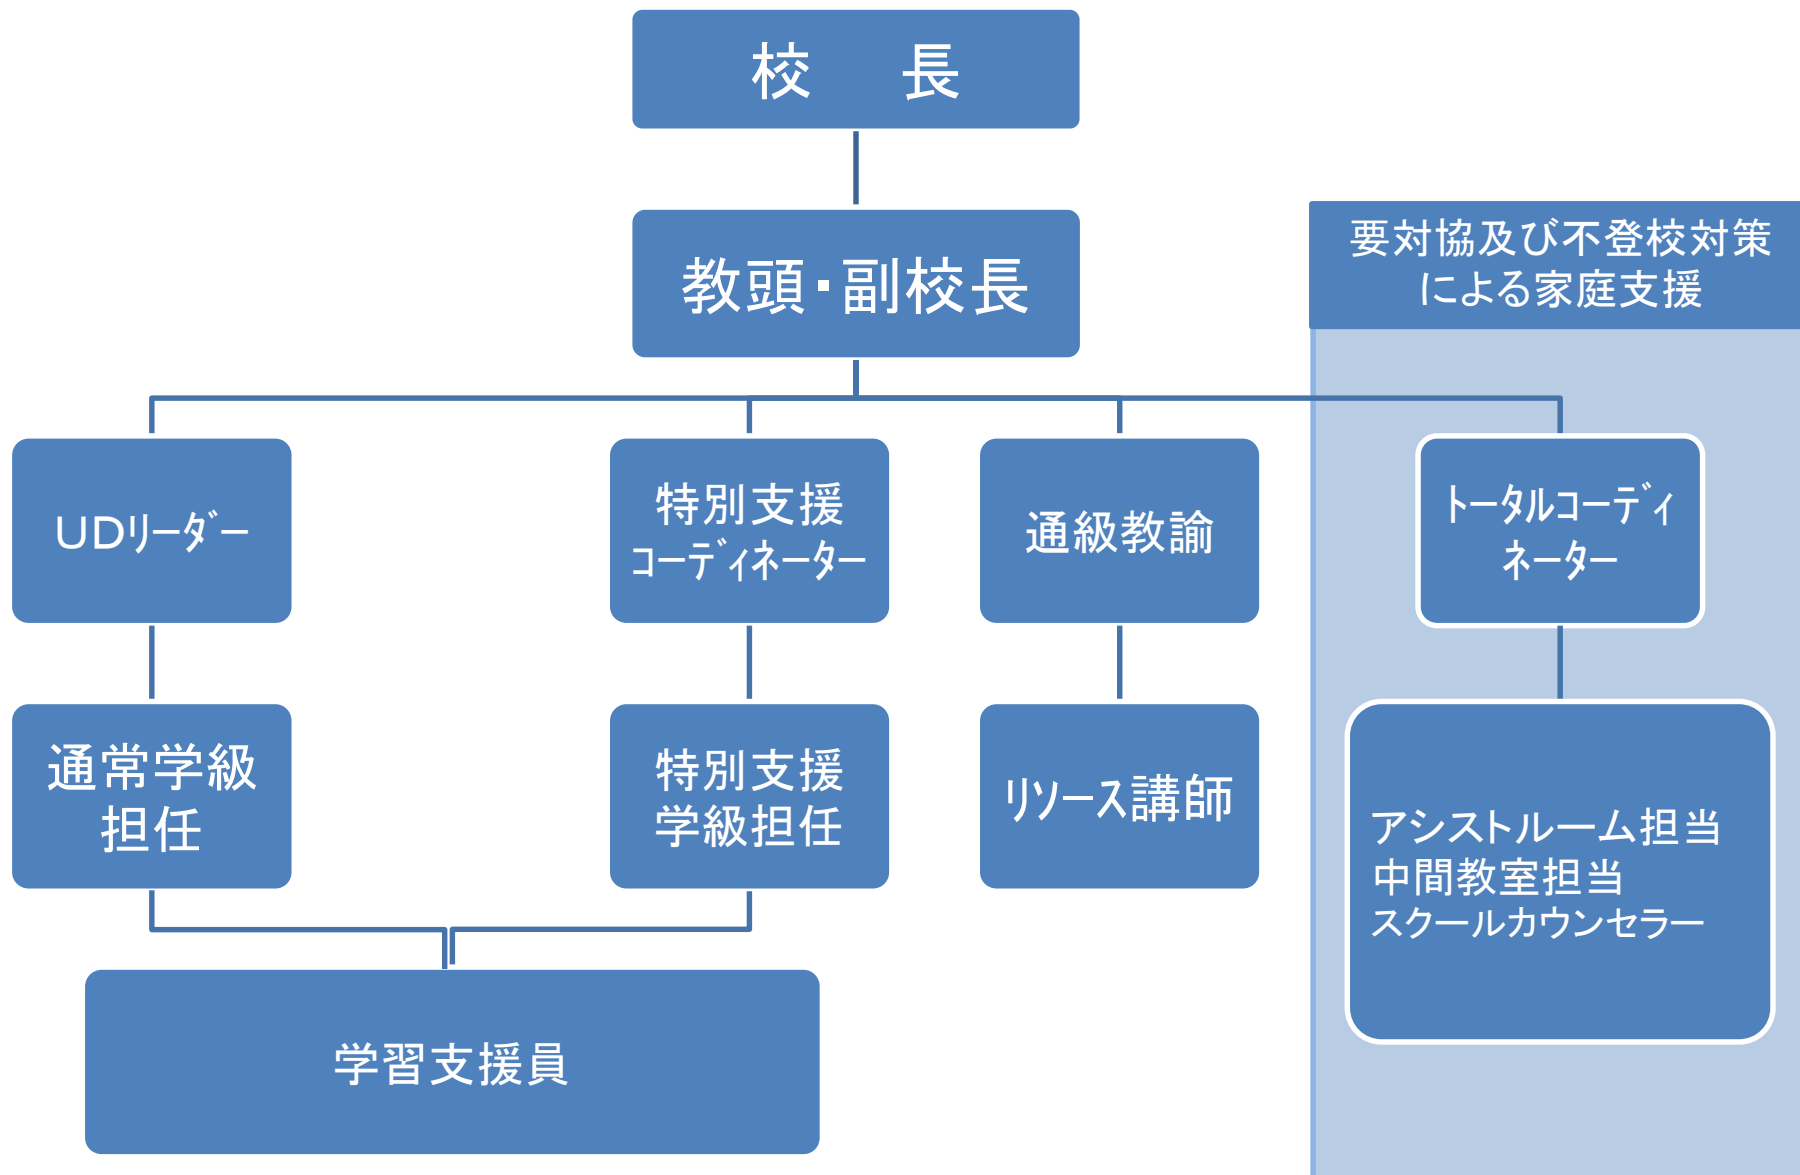 校　長
教頭・副校長
要対協及び不登校対策
による家庭支援
UDリーダー
特別支援
コーディネーター
通級教諭
トータルコーディ
ネーター
通常学級
担任
特別支援
学級担任
リソース講師
アシストルーム担当
中間教室担当
スクールカウンセラー
学習支援員